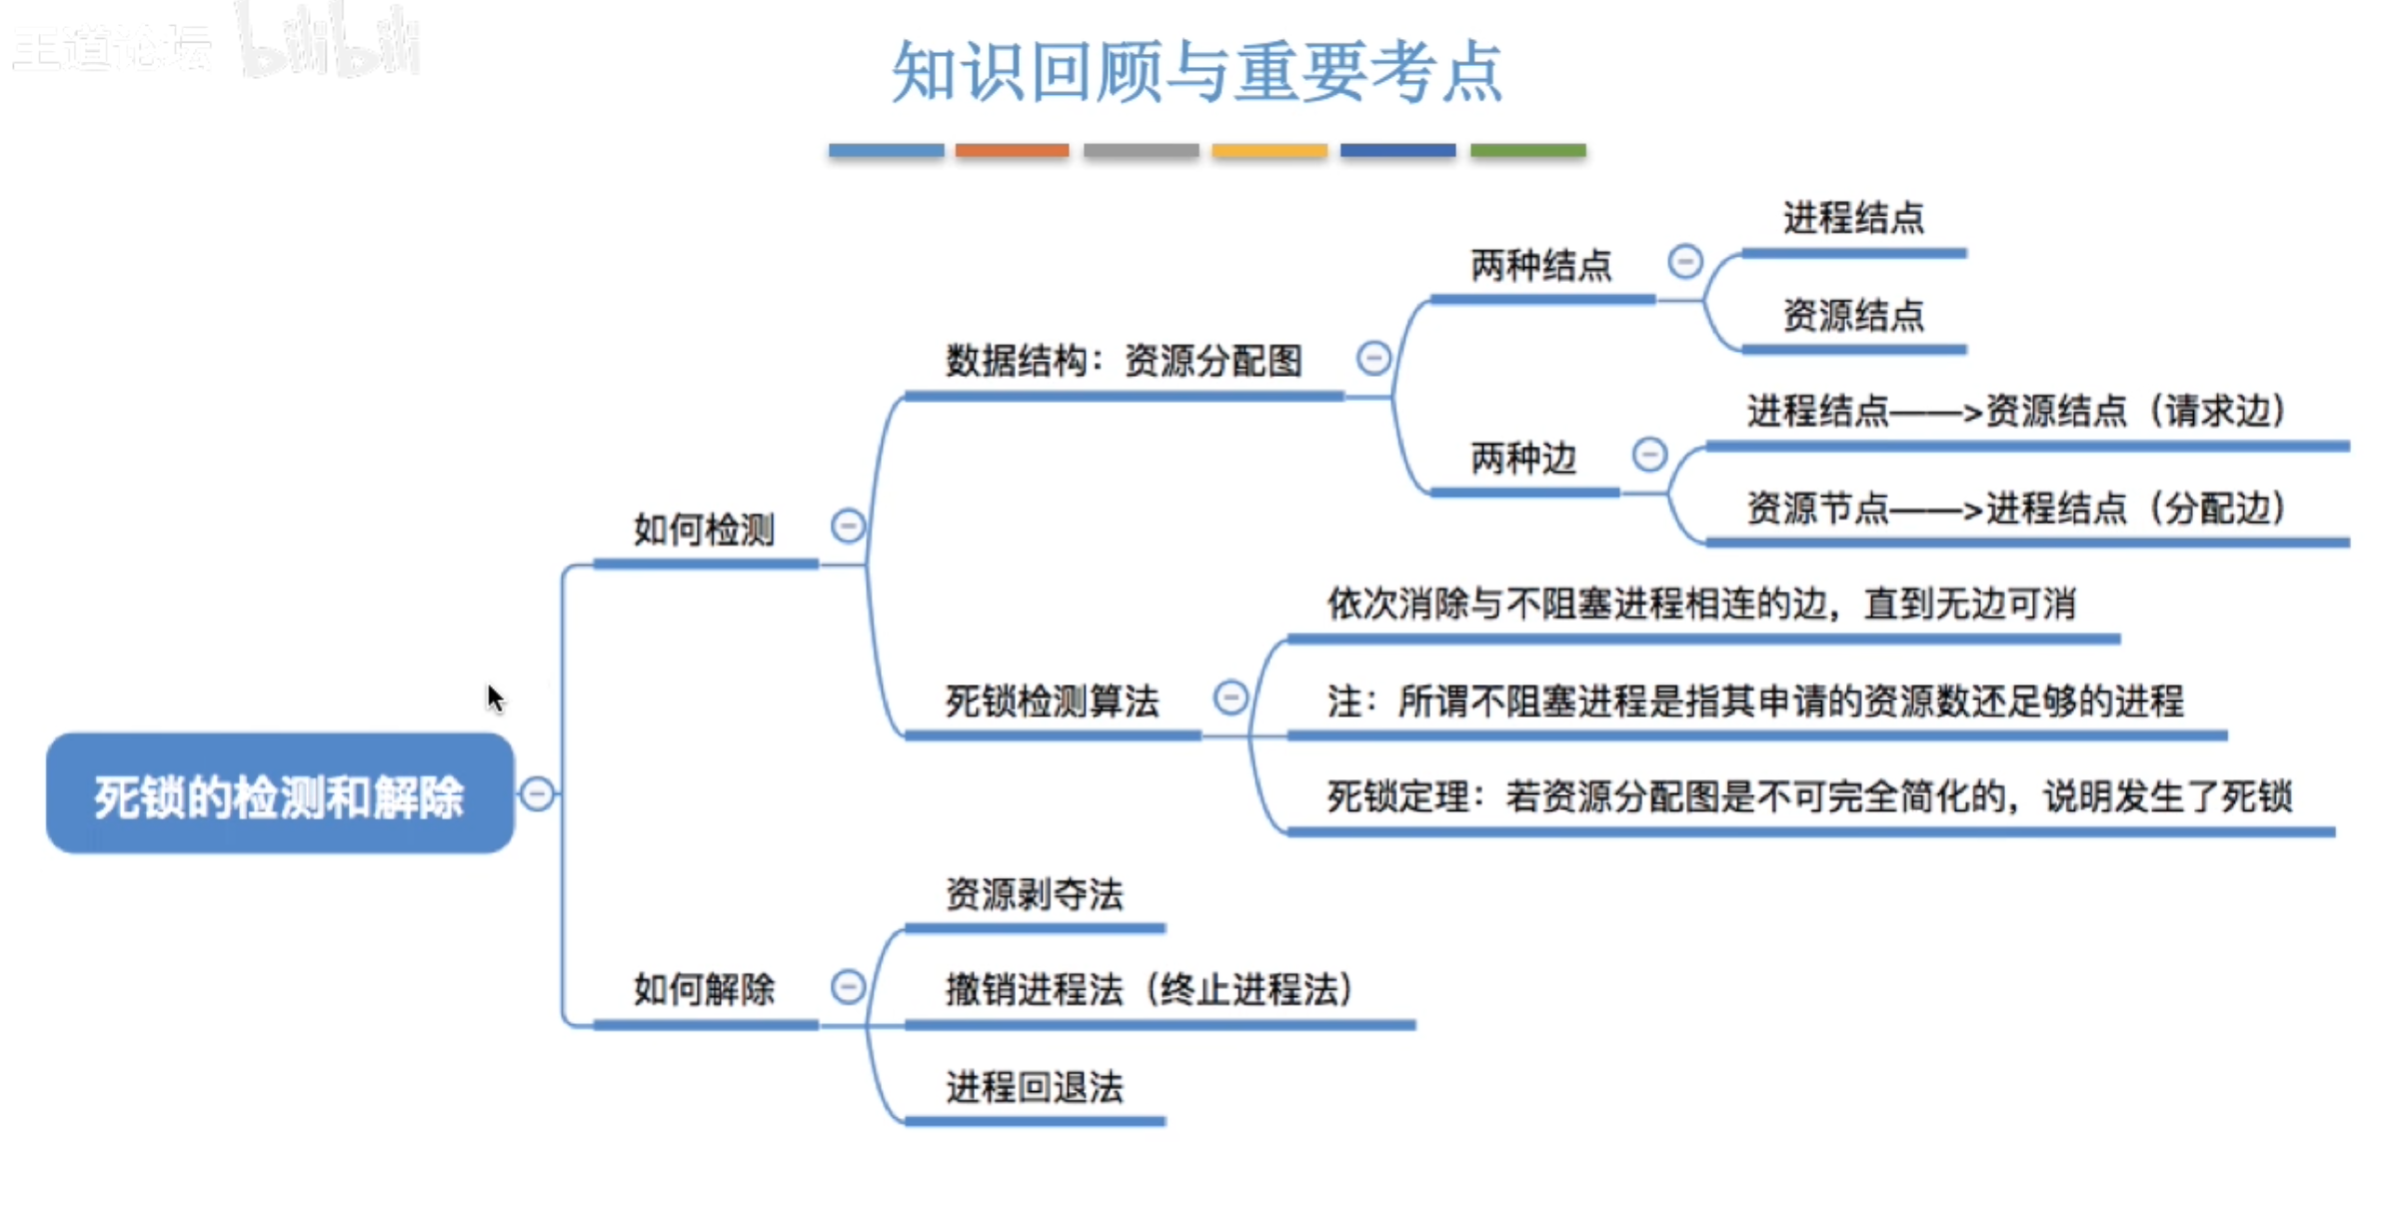 王道论坛 bilibili
知识回顾与重要考点
进程结点
两种结点
资源结点
数据结构：资源分配图
进程结点——>资源结点（请求边）
两种边
资源节点——>进程结点（分配边）
如何检测
依次消除与不阻塞进程相连的边，直到无边可消
死锁检测算法
注：所谓不阻塞进程是指其申请的资源数还足够的进程
死锁定理：若资源分配图是不可完全简化的，说明发生了死锁
死锁的检测和解除
资源剥夺法
如何解除
撤销进程法（终止进程法）
进程回退法